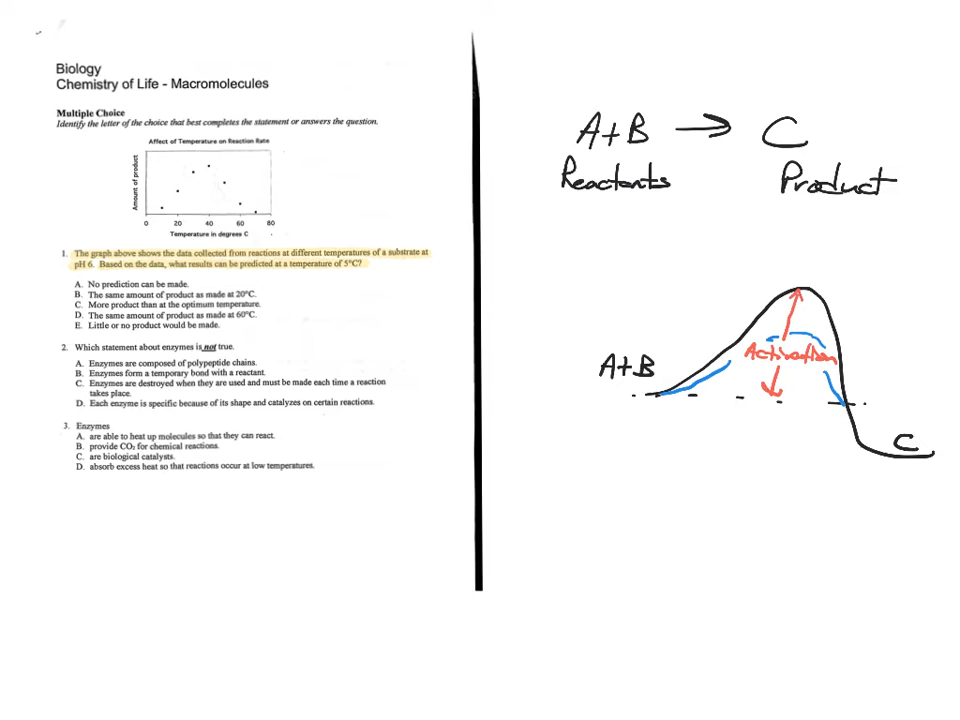 Biology
Chemistry of Life - Macromolecules
Multiple Choice
Identify the letter of the choice that best completes the statement or answers the question.
Affect of Temperature on Reaction Rate
Amount of product
0 20 40 60 80
Temperature in degrees C
1. The graph above shows the data collected from reactions at different temperatures of a substrate at
pH 6. Based on the data, what results can be predicted at a temperature of 5°C?
A. No prediction can be made.
B. The same amount of product as made at 20°C.
C. More product than at the optimum temperature.
D. The same amount of product as made at 60°C.
E. Little or no product would be made.
2. Which statement about enzymes is not true.
A. Enzymes are composed of polypeptide chains.
B. Enzymes form a temporary bond with a reactant.
C. Enzymes are destroyed when they are used and must be made each time a reaction
takes place.
D. Each enzyme is specific because of its shape and catalyzes on certain reactions.
3. Enzymes
A. are able to heat up molecules so that they can react.
B. provide CO₂ for chemical reactions.
C. are biological catalysts.
D. absorb excess heat so that reactions occur at low temperatures.
A+B → C
Reactants Product
Activation
A+B
C